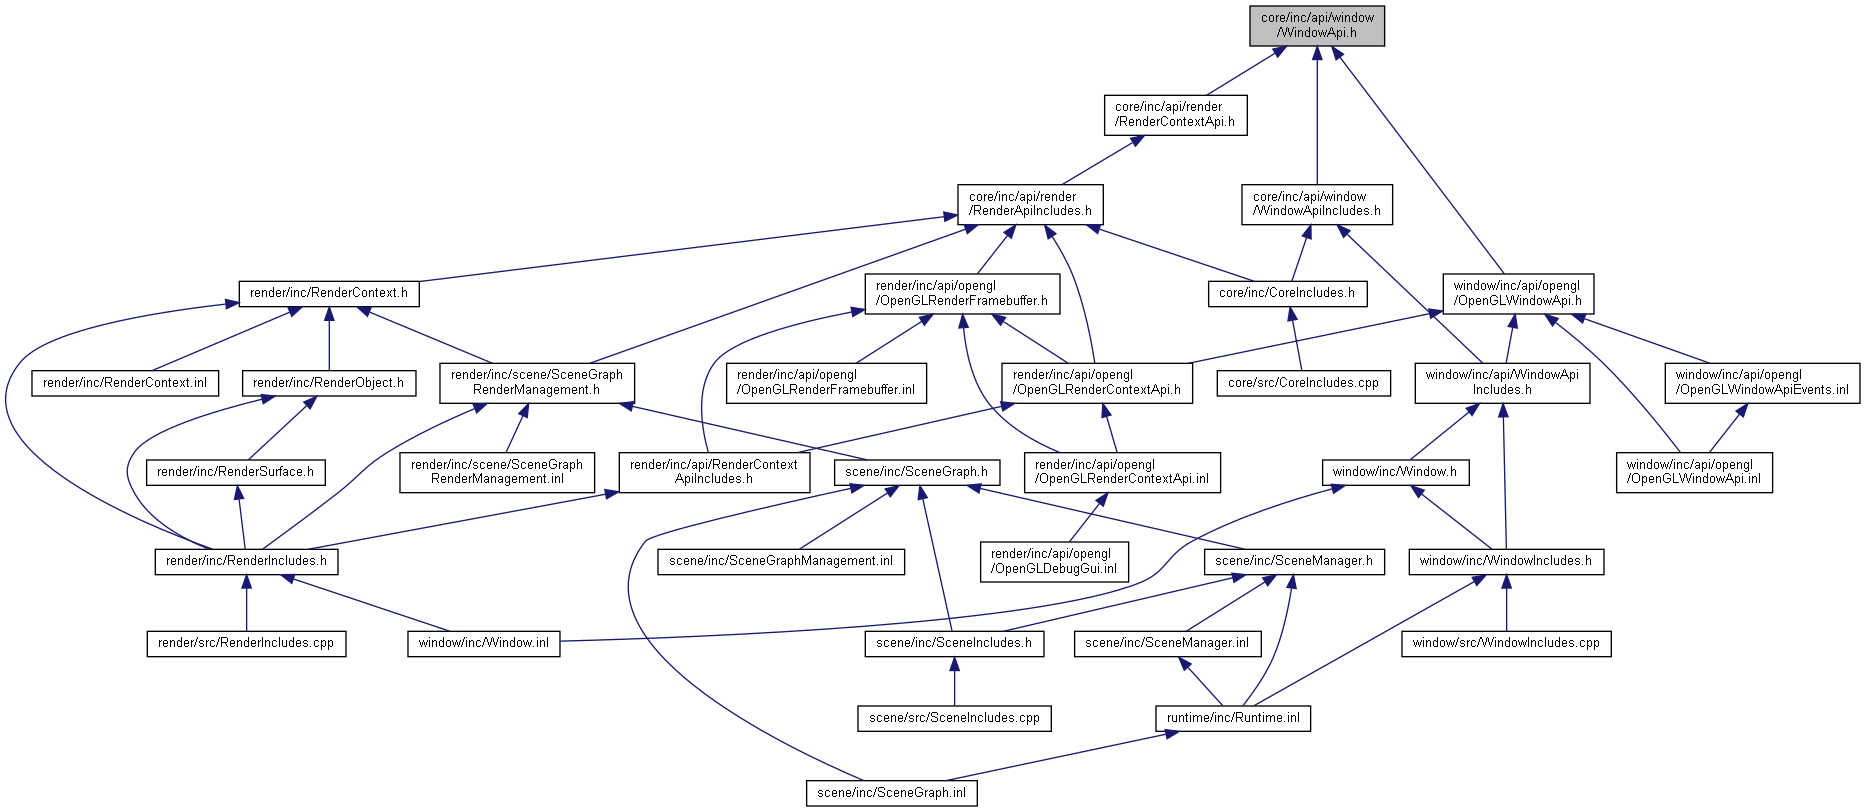 core/inc/api/window
/WindowApi.h
core/inc/api/render
/RenderContextApi.h
core/inc/api/render
/RenderApiIncludes.h
core/inc/api/window
/WindowApiIncludes.h
render/inc/RenderContext.h
render/inc/api/opengl
/OpenGLRenderFramebuffer.h
core/inc/CoreIncludes.h
window/inc/api/opengl
/OpenGLWindowApi.h
render/inc/RenderContext.inl
render/inc/RenderObject.h
render/inc/scene/SceneGraph
RenderManagement.h
render/inc/api/opengl
/OpenGLRenderFramebuffer.inl
render/inc/api/opengl
/OpenGLRenderContextApi.h
core/src/CoreIncludes.cpp
window/inc/api/WindowApi
Includes.h
window/inc/api/opengl
/OpenGLWindowApiEvents.inl
render/inc/RenderSurface.h
render/inc/scene/SceneGraph
RenderManagement.inl
render/inc/api/RenderContext
ApiIncludes.h
scene/inc/SceneGraph.h
render/inc/api/opengl
/OpenGLRenderContextApi.inl
window/inc/Window.h
window/inc/api/opengl
/OpenGLWindowApi.inl
render/inc/RenderIncludes.h
scene/inc/SceneGraphManagement.inl
render/inc/api/opengl
/OpenGLDebugGui.inl
scene/inc/SceneManager.h
window/inc/WindowIncludes.h
render/src/RenderIncludes.cpp
window/inc/Window.inl
scene/inc/SceneIncludes.h
scene/inc/SceneManager.inl
window/src/WindowIncludes.cpp
scene/src/SceneIncludes.cpp
runtime/inc/Runtime.inl
scene/inc/SceneGraph.inl